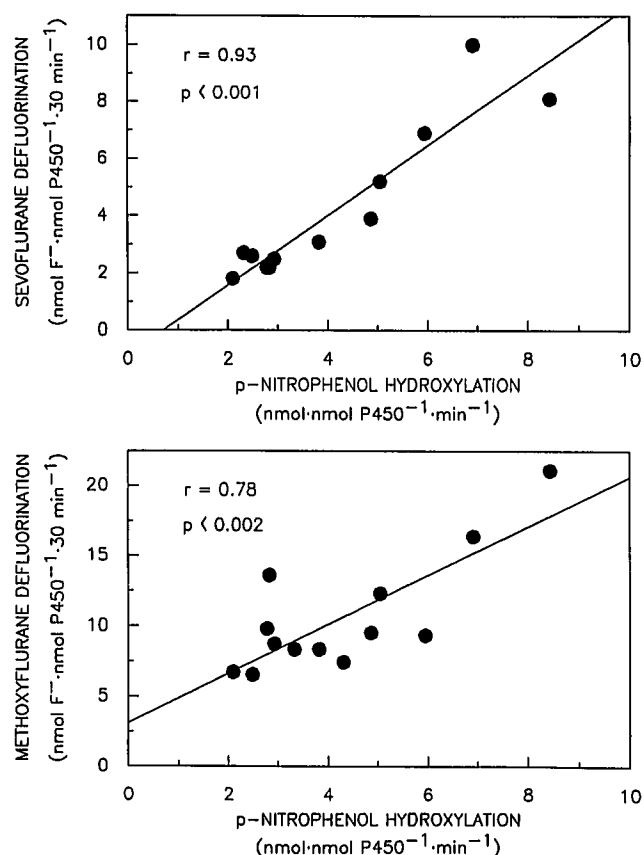 SEVOFLURANE DEFLUORINATION
(nmol F⁻·nmol P450⁻¹·30 min⁻¹)
10
8
6
4
2
0
r = 0.93
p < 0.001
0 2 4 6 8 10
p-NITROPHENOL HYDROXYLATION
(nmol·nmol P450⁻¹·min⁻¹)
METHOXYFLURANE DEFLUORINATION
(nmol F⁻·nmol P450⁻¹·30 min⁻¹)
20
15
10
5
0
r = 0.78
p < 0.002
0 2 4 6 8 10
p-NITROPHENOL HYDROXYLATION
(nmol·nmol P450⁻¹·min⁻¹)